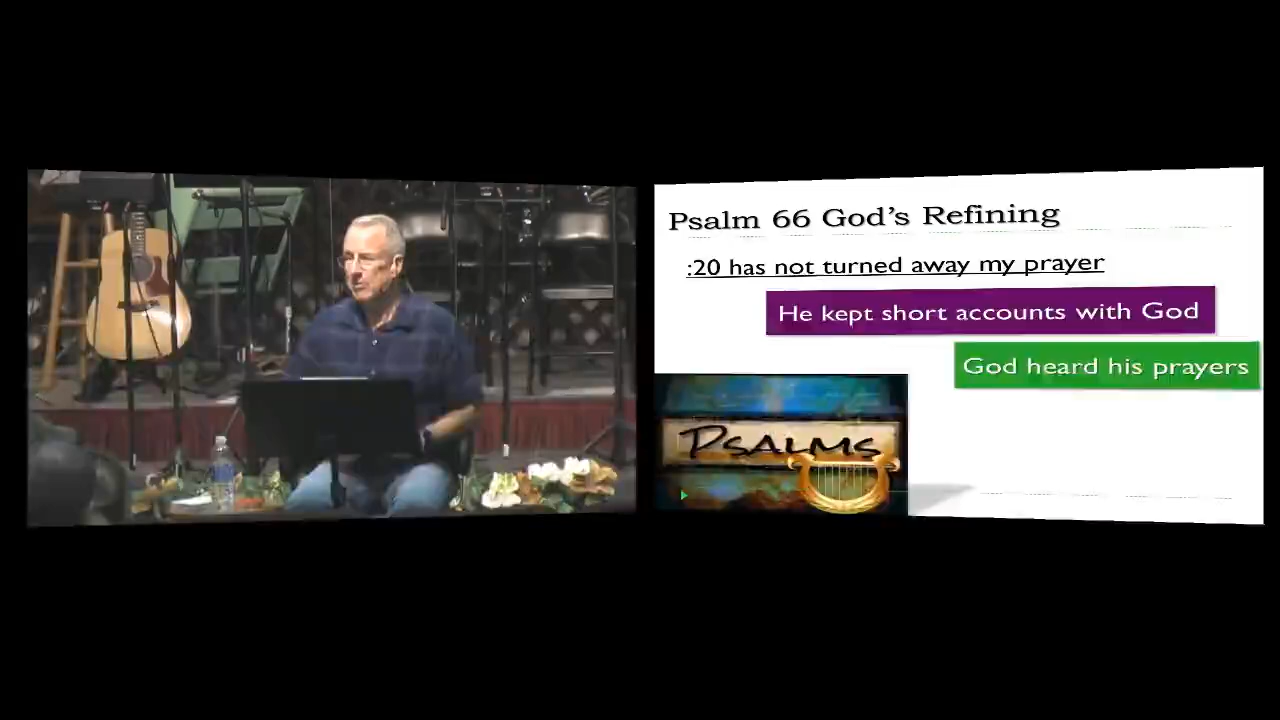 Psalm 66 God's Refining
:20 has not turned away my prayer
He kept short accounts with God
God heard his prayers
PSALMS